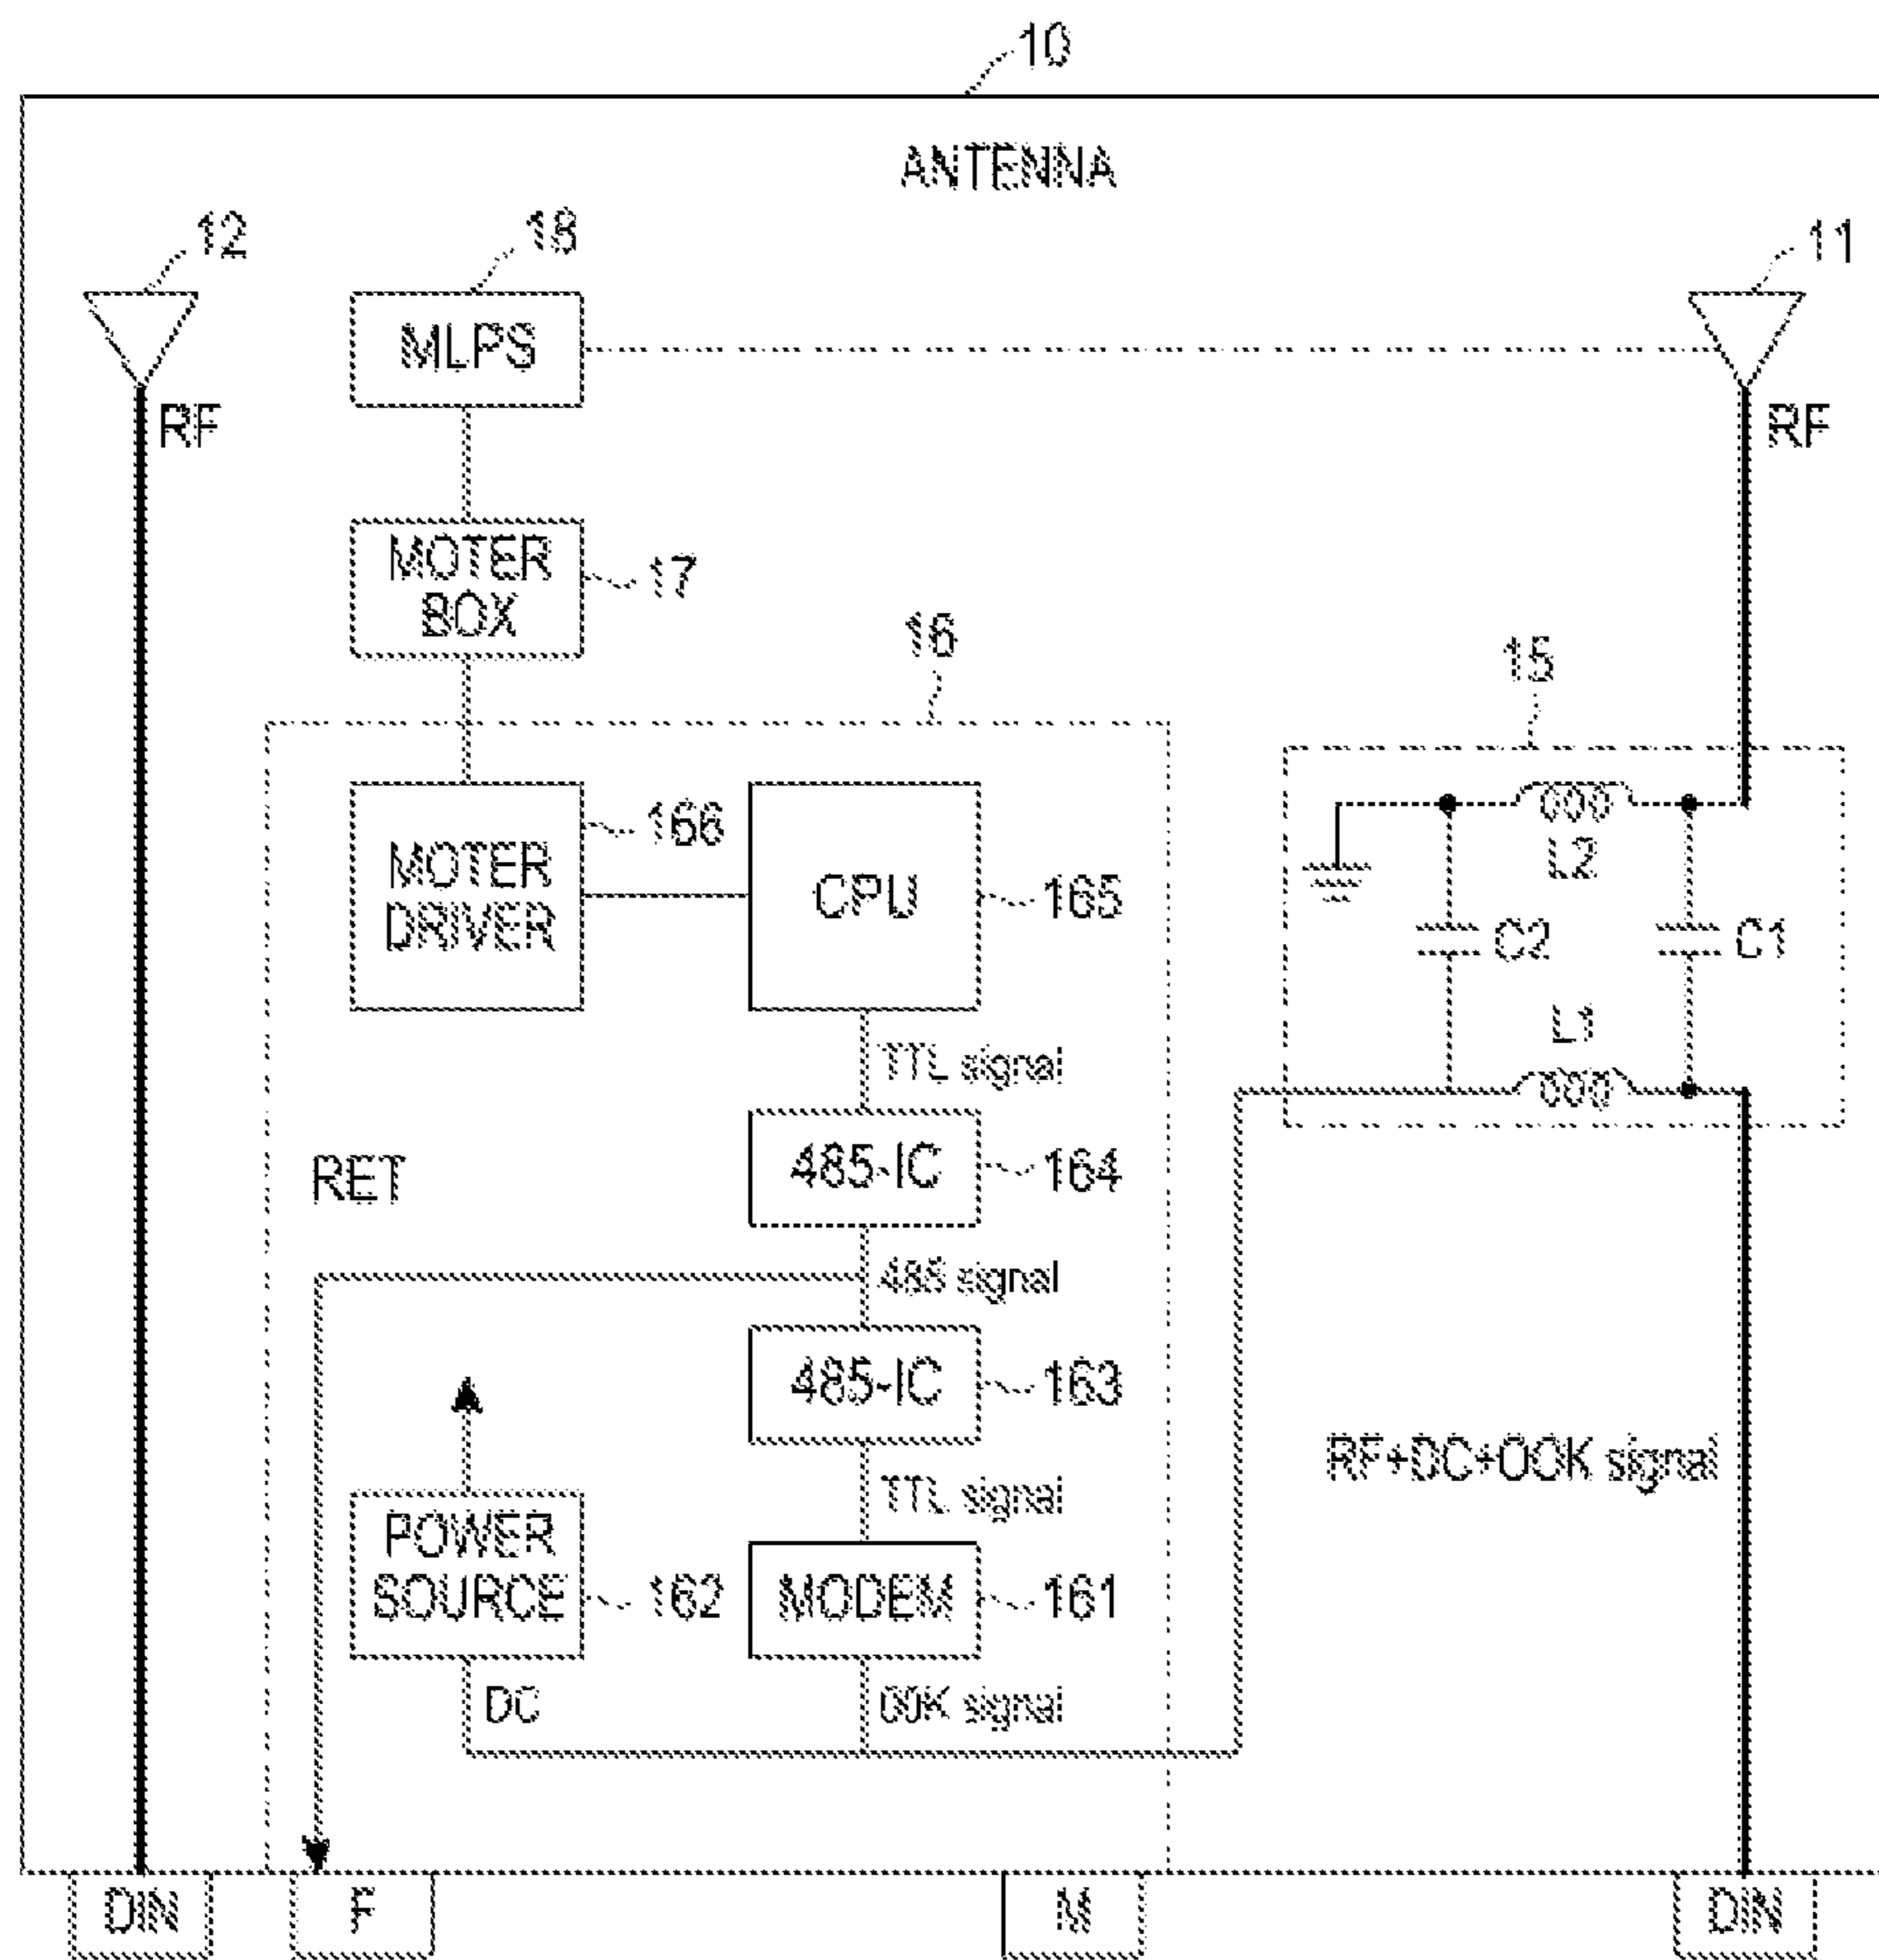 10
ANTENNA
12
18
11
MLPS
RF
RF
MOTER
BOX
17
16
15
MOTER
DRIVER
166
CPU
165
L2
C2
C1
L1
TTL signal
485-IC
164
RET
485 signal
485-IC
163
RF+DC+OOK signal
TTL signal
POWER
SOURCE
162
MODEM
161
DC
OOK signal
DIN
F
M
DIN